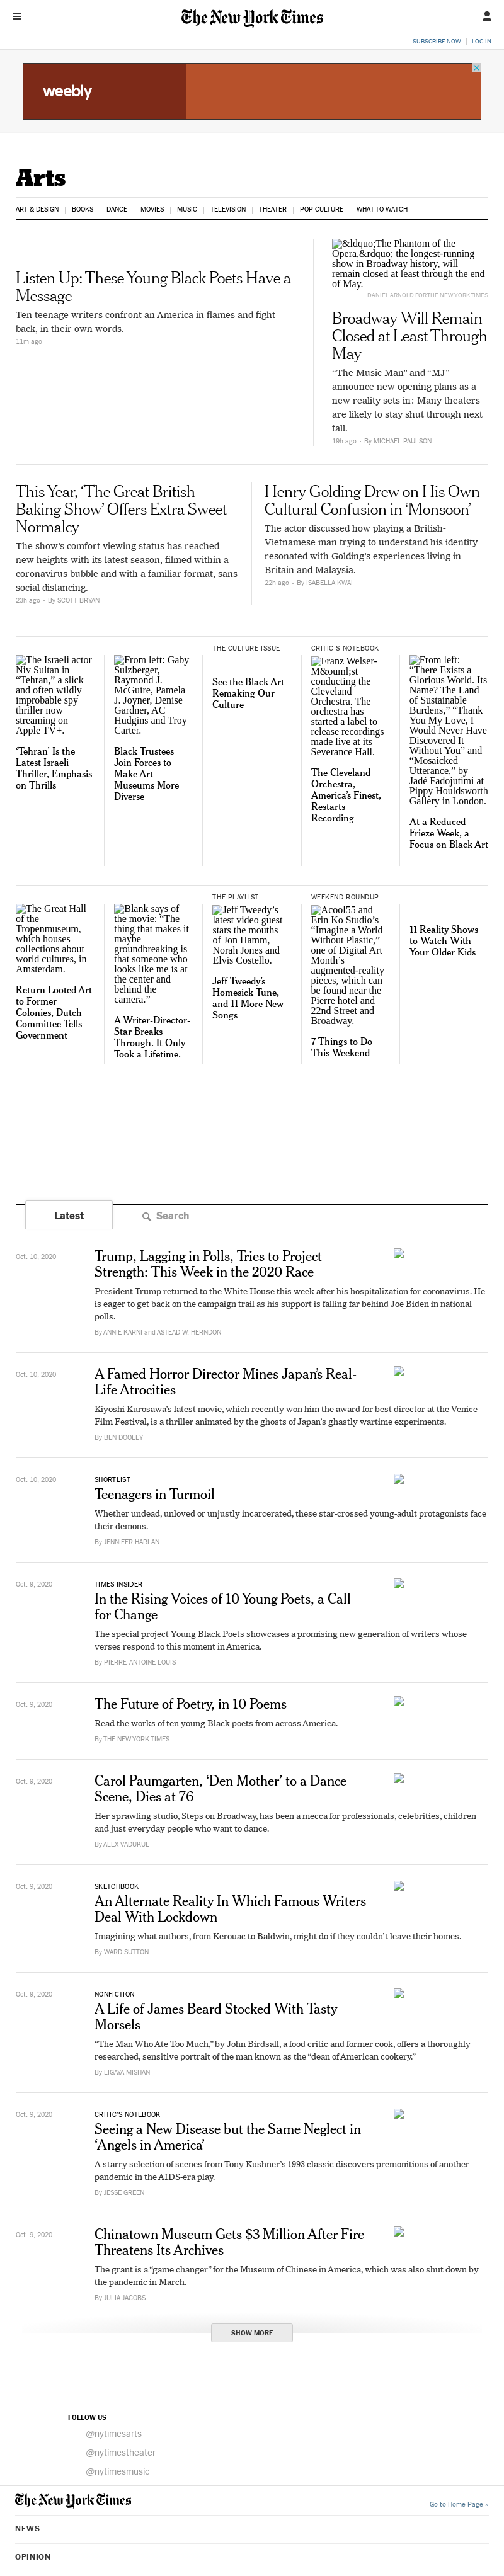 The New York Times
SUBSCRIBE NOW | LOG IN
weebly
Arts
ART & DESIGN | BOOKS | DANCE | MOVIES | MUSIC | TELEVISION | THEATER | POP CULTURE | WHAT TO WATCH
Listen Up: These Young Black Poets Have a
Message
Ten teenage writers confront an America in flames and fight
back, in their own words.
11m ago
&ldquo;The Phantom of the
Opera,&rdquo; the longest-running
show in Broadway history, will
remain closed at least through the end
of May.
DANIEL ARNOLD FOR THE NEW YORK TIMES
Broadway Will Remain
Closed at Least Through
May
“The Music Man” and “MJ”
announce new opening plans as a
new reality sets in: Many theaters
are likely to stay shut through next
fall.
19h ago • By MICHAEL PAULSON
This Year, ‘The Great British
Baking Show’ Offers Extra Sweet
Normalcy
The show’s comfort viewing status has reached
new heights with its latest season, filmed within a
coronavirus bubble and with a familiar format, sans
social distancing.
23h ago • By SCOTT BRYAN
Henry Golding Drew on His Own
Cultural Confusion in ‘Monsoon’
The actor discussed how playing a British-
Vietnamese man trying to understand his identity
resonated with Golding’s experiences living in
Britain and Malaysia.
22h ago • By ISABELLA KWAI
The Israeli actor
Niv Sultan in
“Tehran,” a slick
and often wildly
improbable spy
thriller now
streaming on
Apple TV+.
‘Tehran’ Is the
Latest Israeli
Thriller, Emphasis
on Thrills
From left: Gaby
Sulzberger,
Raymond J.
McGuire, Pamela
J. Joyner, Denise
Gardner, AC
Hudgins and Troy
Carter.
Black Trustees
Join Forces to
Make Art
Museums More
Diverse
THE CULTURE ISSUE
See the Black Art
Remaking Our
Culture
CRITIC’S NOTEBOOK
Franz Welser-
M&ouml;st
conducting the
Cleveland
Orchestra. The
orchestra has
started a label to
release recordings
made live at its
Severance Hall.
The Cleveland
Orchestra,
America’s Finest,
Restarts
Recording
From left:
“There Exists a
Glorious World. Its
Name? The Land
of Sustainable
Burdens,” “Thank
You My Love, I
Would Never Have
Discovered It
Without You” and
“Mosaicked
Utterance,” by
Jadé Fadojutimi at
Pippy Houldsworth
Gallery in London.
At a Reduced
Frieze Week, a
Focus on Black Art
The Great Hall
of the
Tropenmuseum,
which houses
collections about
world cultures, in
Amsterdam.
Return Looted Art
to Former
Colonies, Dutch
Committee Tells
Government
Blank says of
the movie: “The
thing that makes it
maybe
groundbreaking is
that someone who
looks like me is at
the center and
behind the
camera.”
A Writer-Director-
Star Breaks
Through. It Only
Took a Lifetime.
THE PLAYLIST
Jeff Tweedy’s
latest video guest
stars the mouths
of Jon Hamm,
Norah Jones and
Elvis Costello.
Jeff Tweedy’s
Homesick Tune,
and 11 More New
Songs
WEEKEND ROUNDUP
Acool55 and
Erin Ko Studio’s
“Imagine a World
Without Plastic,”
one of Digital Art
Month’s
augmented-reality
pieces, which can
be found near the
Pierre hotel and
22nd Street and
Broadway.
7 Things to Do
This Weekend
11 Reality Shows
to Watch With
Your Older Kids
Latest
Search
Oct. 10, 2020
Trump, Lagging in Polls, Tries to Project
Strength: This Week in the 2020 Race
President Trump returned to the White House this week after his hospitalization for coronavirus. He
is eager to get back on the campaign trail as his support is falling far behind Joe Biden in national
polls.
By ANNIE KARNI and ASTEAD W. HERNDON
Oct. 10, 2020
A Famed Horror Director Mines Japan’s Real-
Life Atrocities
Kiyoshi Kurosawa’s latest movie, which recently won him the award for best director at the Venice
Film Festival, is a thriller animated by the ghosts of Japan’s ghastly wartime experiments.
By BEN DOOLEY
Oct. 10, 2020
SHORTLIST
Teenagers in Turmoil
Whether undead, unloved or unjustly incarcerated, these star-crossed young-adult protagonists face
their demons.
By JENNIFER HARLAN
Oct. 9, 2020
TIMES INSIDER
In the Rising Voices of 10 Young Poets, a Call
for Change
The special project Young Black Poets showcases a promising new generation of writers whose
verses respond to this moment in America.
By PIERRE-ANTOINE LOUIS
Oct. 9, 2020
The Future of Poetry, in 10 Poems
Read the works of ten young Black poets from across America.
By THE NEW YORK TIMES
Oct. 9, 2020
Carol Paumgarten, ‘Den Mother’ to a Dance
Scene, Dies at 76
Her sprawling studio, Steps on Broadway, has been a mecca for professionals, celebrities, children
and just everyday people who want to dance.
By ALEX VADUKUL
Oct. 9, 2020
SKETCHBOOK
An Alternate Reality In Which Famous Writers
Deal With Lockdown
Imagining what authors, from Kerouac to Baldwin, might do if they couldn’t leave their homes.
By WARD SUTTON
Oct. 9, 2020
NONFICTION
A Life of James Beard Stocked With Tasty
Morsels
“The Man Who Ate Too Much,” by John Birdsall, a food critic and former cook, offers a thoroughly
researched, sensitive portrait of the man known as the “dean of American cookery.”
By LIGAYA MISHAN
Oct. 9, 2020
CRITIC’S NOTEBOOK
Seeing a New Disease but the Same Neglect in
‘Angels in America’
A starry selection of scenes from Tony Kushner’s 1993 classic discovers premonitions of another
pandemic in the AIDS-era play.
By JESSE GREEN
Oct. 9, 2020
Chinatown Museum Gets $3 Million After Fire
Threatens Its Archives
The grant is a “game changer” for the Museum of Chinese in America, which was also shut down by
the pandemic in March.
By JULIA JACOBS
SHOW MORE
FOLLOW US
@nytimesarts
@nytimestheater
@nytimesmusic
The New York Times
Go to Home Page »
NEWS
OPINION